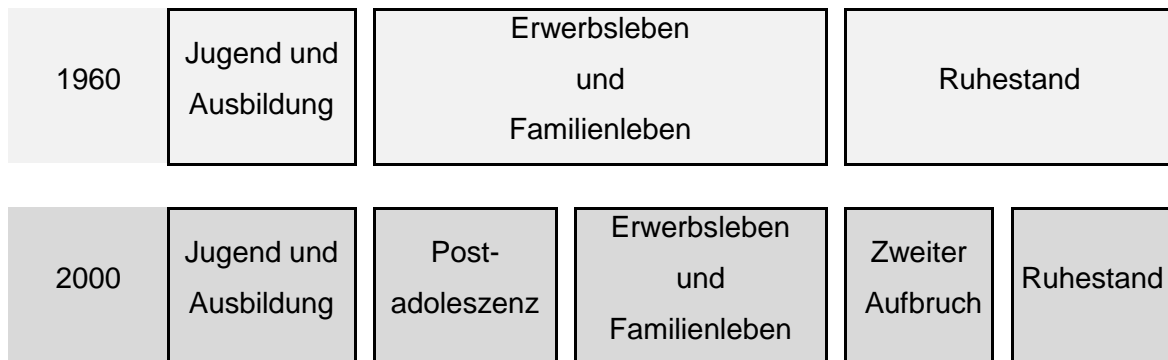 1960
Jugend und
Ausbildung
Erwerbsleben
und
Familienleben
Ruhestand
2000
Jugend und
Ausbildung
Post-
adoleszenz
Erwerbsleben
und
Familienleben
Zweiter
Aufbruch
Ruhestand